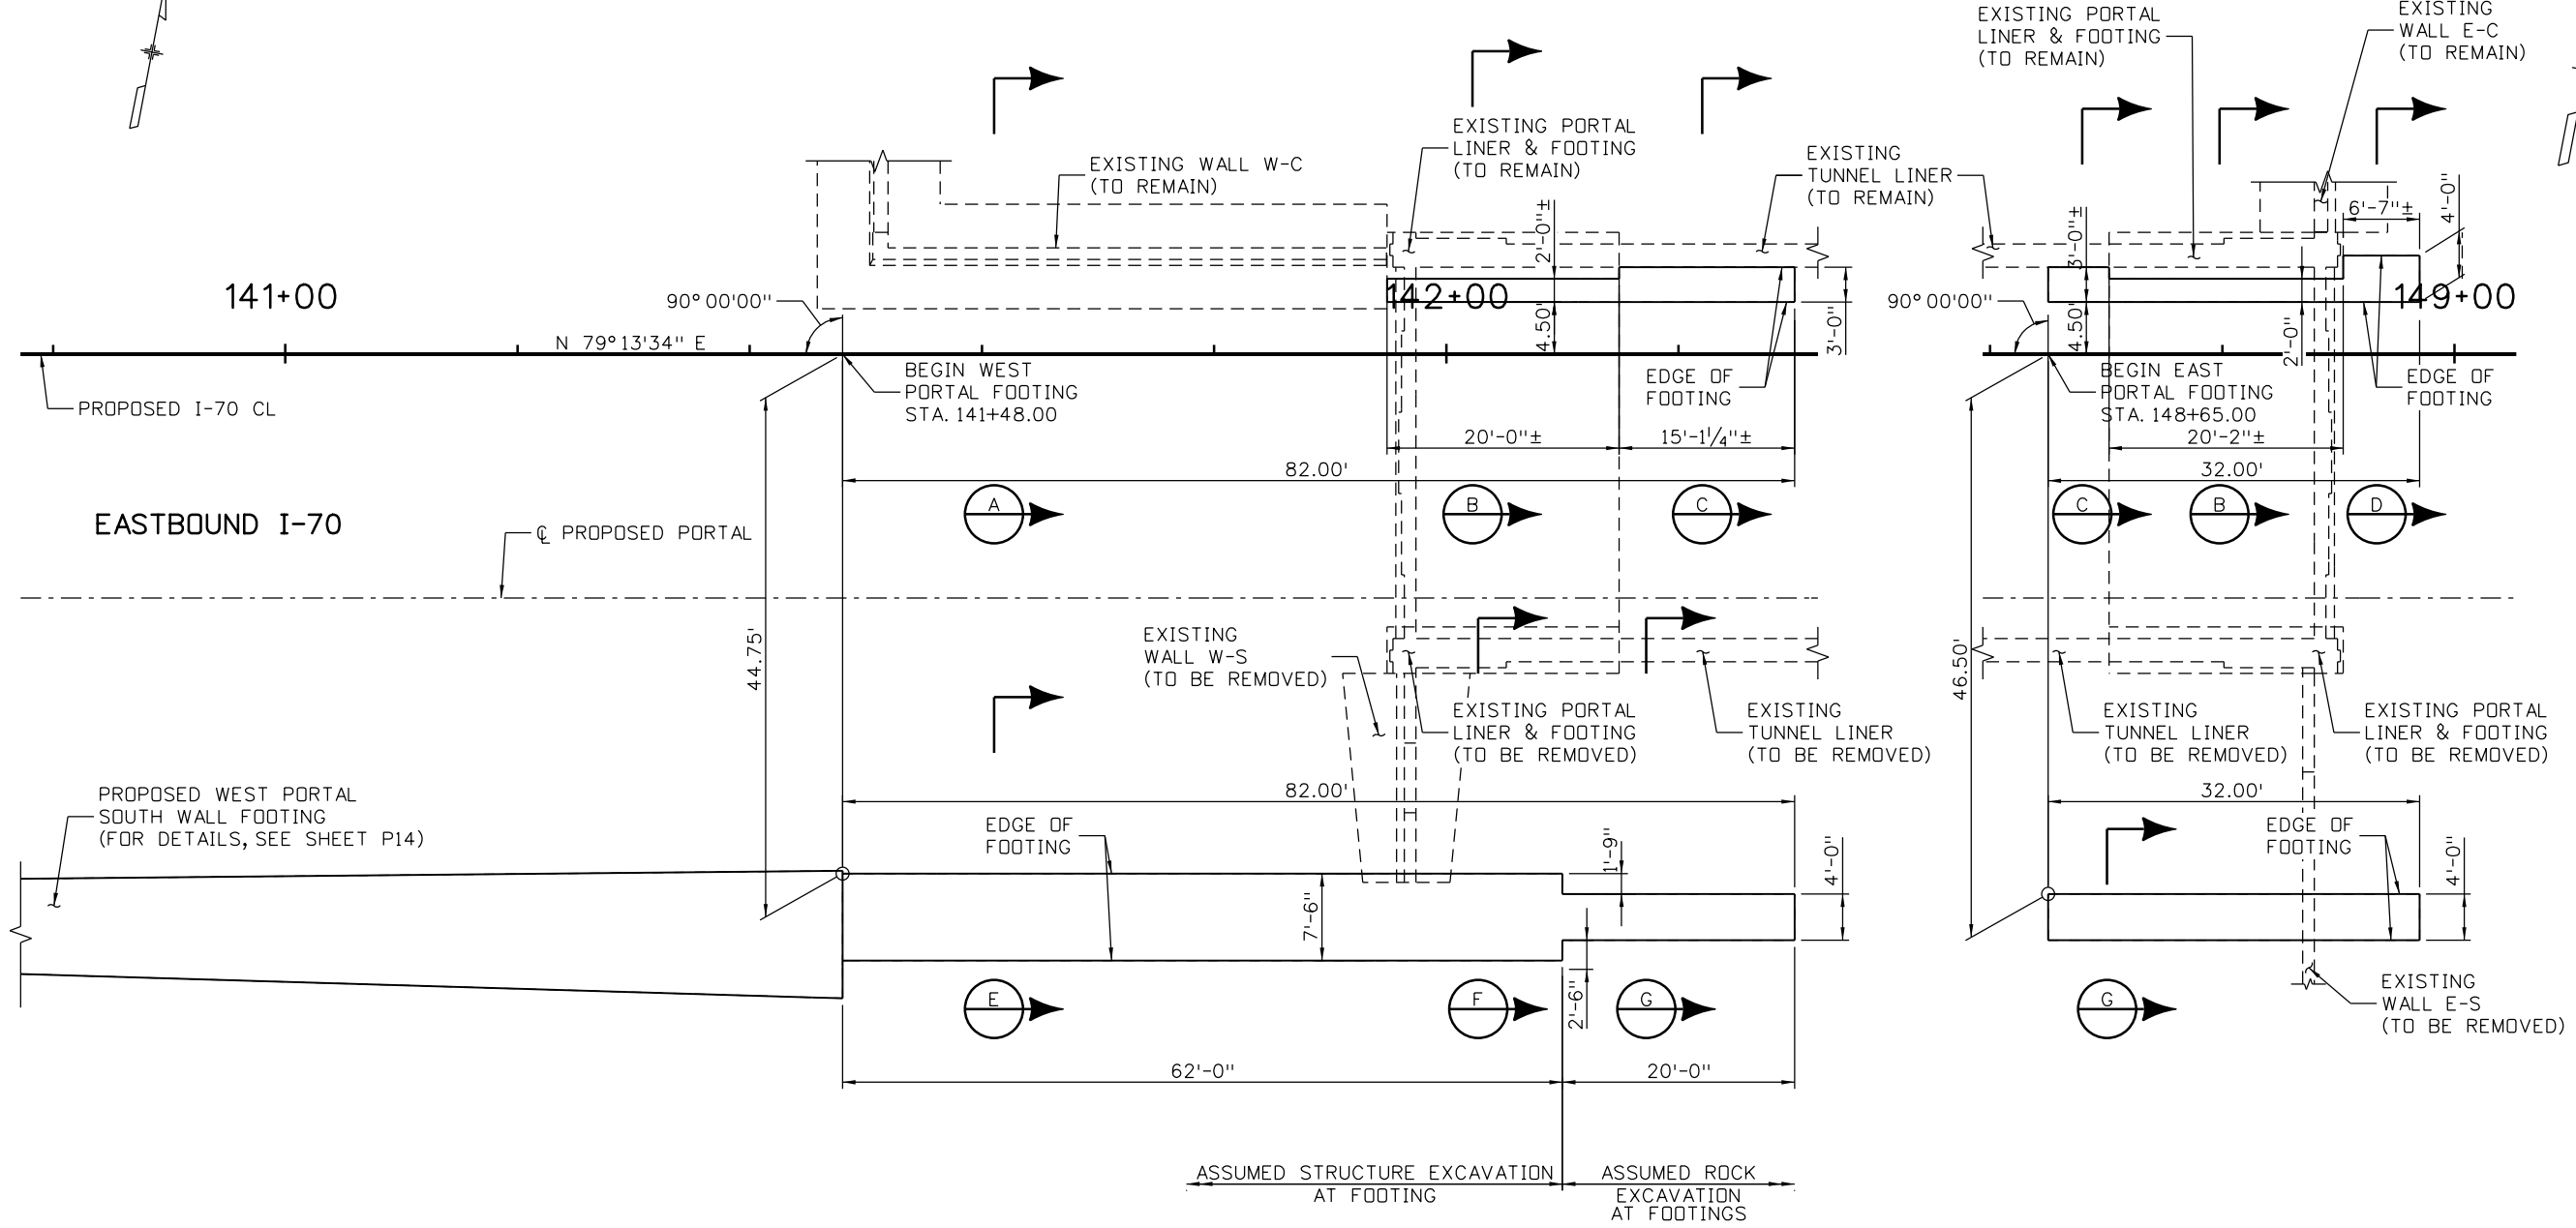 EXISTING PORTAL
LINER & FOOTING
(TO REMAIN)
EXISTING
WALL E-C
(TO REMAIN)
EXISTING WALL W-C
(TO REMAIN)
EXISTING PORTAL
LINER & FOOTING
(TO REMAIN)
EXISTING
TUNNEL LINER
(TO REMAIN)
2'-0"±
3'-0"±
6'-7"±
4'-0"
141+00
90°00'00"
142+00
90°00'00"
149+00
N 79°13'34" E
4.50'
3'-0"
4.50'
2'-0"
PROPOSED I-70 CL
BEGIN WEST
PORTAL FOOTING
STA. 141+48.00
EDGE OF
FOOTING
BEGIN EAST
PORTAL FOOTING
STA. 148+65.00
EDGE OF
FOOTING
20'-0"±
15'-1¼"±
20'-2"±
82.00'
32.00'
A
B
C
C
B
D
EASTBOUND I-70
℄ PROPOSED PORTAL
44.75'
46.50'
EXISTING
WALL W-S
(TO BE REMOVED)
EXISTING PORTAL
LINER & FOOTING
(TO BE REMOVED)
EXISTING
TUNNEL LINER
(TO BE REMOVED)
EXISTING
TUNNEL LINER
(TO BE REMOVED)
EXISTING PORTAL
LINER & FOOTING
(TO BE REMOVED)
PROPOSED WEST PORTAL
SOUTH WALL FOOTING
(FOR DETAILS, SEE SHEET P14)
82.00'
32.00'
EDGE OF
FOOTING
1'-9"
4'-0"
EDGE OF
FOOTING
4'-0"
7'-6"
2'-6"
E
F
G
G
EXISTING
WALL E-S
(TO BE REMOVED)
62'-0"
20'-0"
ASSUMED STRUCTURE EXCAVATION
AT FOOTING
ASSUMED ROCK
EXCAVATION
AT FOOTINGS